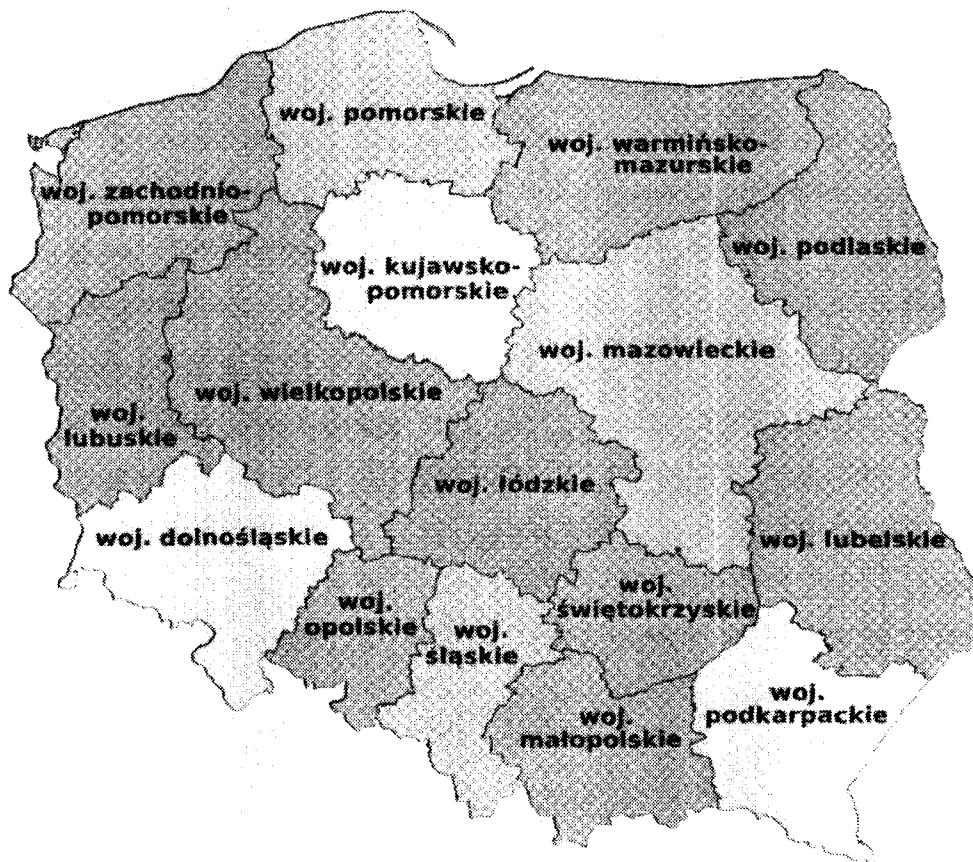 woj. pomorskie
woj. warmińsko-
mazurskie
woj. zachodnio-
pomorskie
woj. podlaskie
woj. kujawsko-
pomorskie
woj. mazowieckie
woj. wielkopolskie
woj.
lubuskie
woj. łódzkie
woj. dolnośląskie
woj. lubelskie
woj.
świętokrzyskie
woj.
opolskie
woj.
śląskie
woj.
podkarpackie
woj.
małopolskie